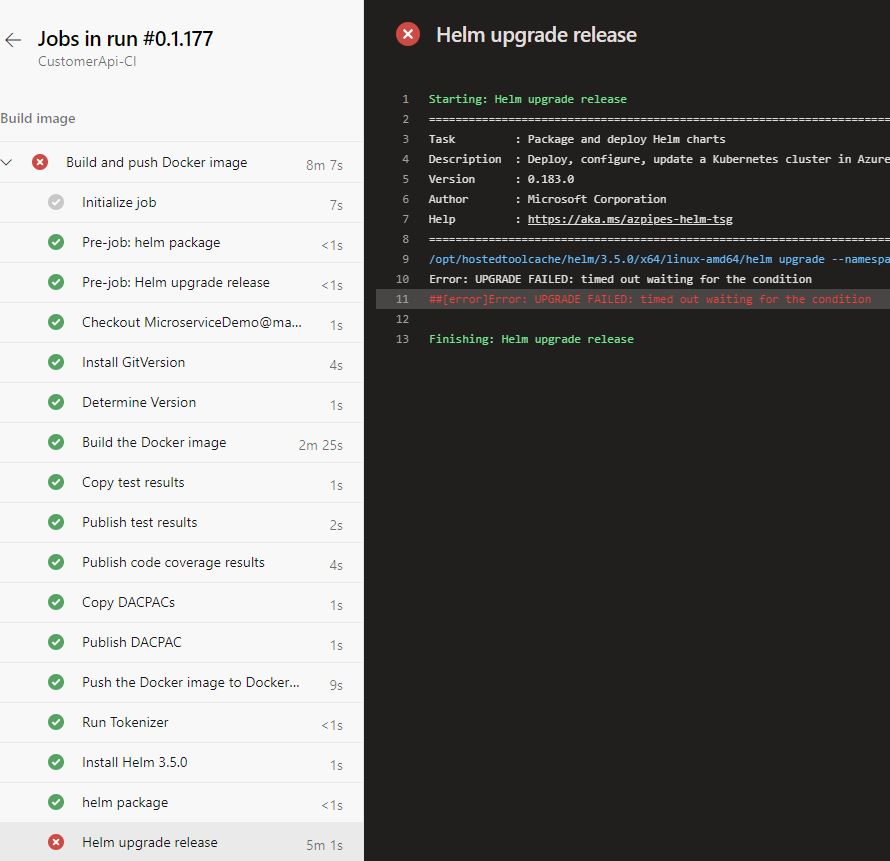 Jobs in run #0.1.177
CustomerApi-CI
Build image
Build and push Docker image 8m 7s
Initialize job 7s
Pre-job: helm package <1s
Pre-job: Helm upgrade release <1s
Checkout MicroserviceDemo@ma... 1s
Install GitVersion 4s
Determine Version 1s
Build the Docker image 2m 25s
Copy test results 1s
Publish test results 2s
Publish code coverage results 4s
Copy DACPACs 1s
Publish DACPAC 1s
Push the Docker image to Docker... 9s
Run Tokenizer <1s
Install Helm 3.5.0 1s
helm package <1s
Helm upgrade release 5m 1s
Helm upgrade release
1 Starting: Helm upgrade release
2 ======================================================================
3 Task : Package and deploy Helm charts
4 Description : Deploy, configure, update a Kubernetes cluster in Azure
5 Version : 0.183.0
6 Author : Microsoft Corporation
7 Help : https://aka.ms/azpipes-helm-tsg
8 ======================================================================
9 /opt/hostedtoolcache/helm/3.5.0/x64/linux-amd64/helm upgrade --namespa
10 Error: UPGRADE FAILED: timed out waiting for the condition
11 ##[error]Error: UPGRADE FAILED: timed out waiting for the condition
12
13 Finishing: Helm upgrade release